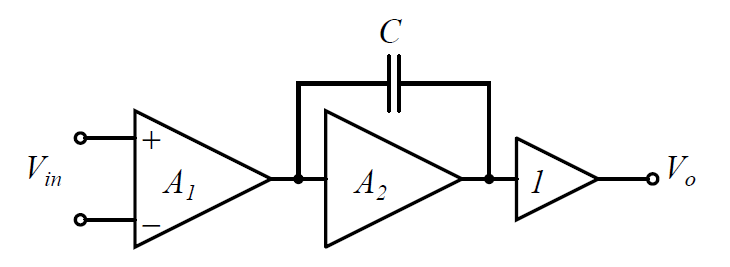 C
+
V_in A_1 A_2 1 V_o
−